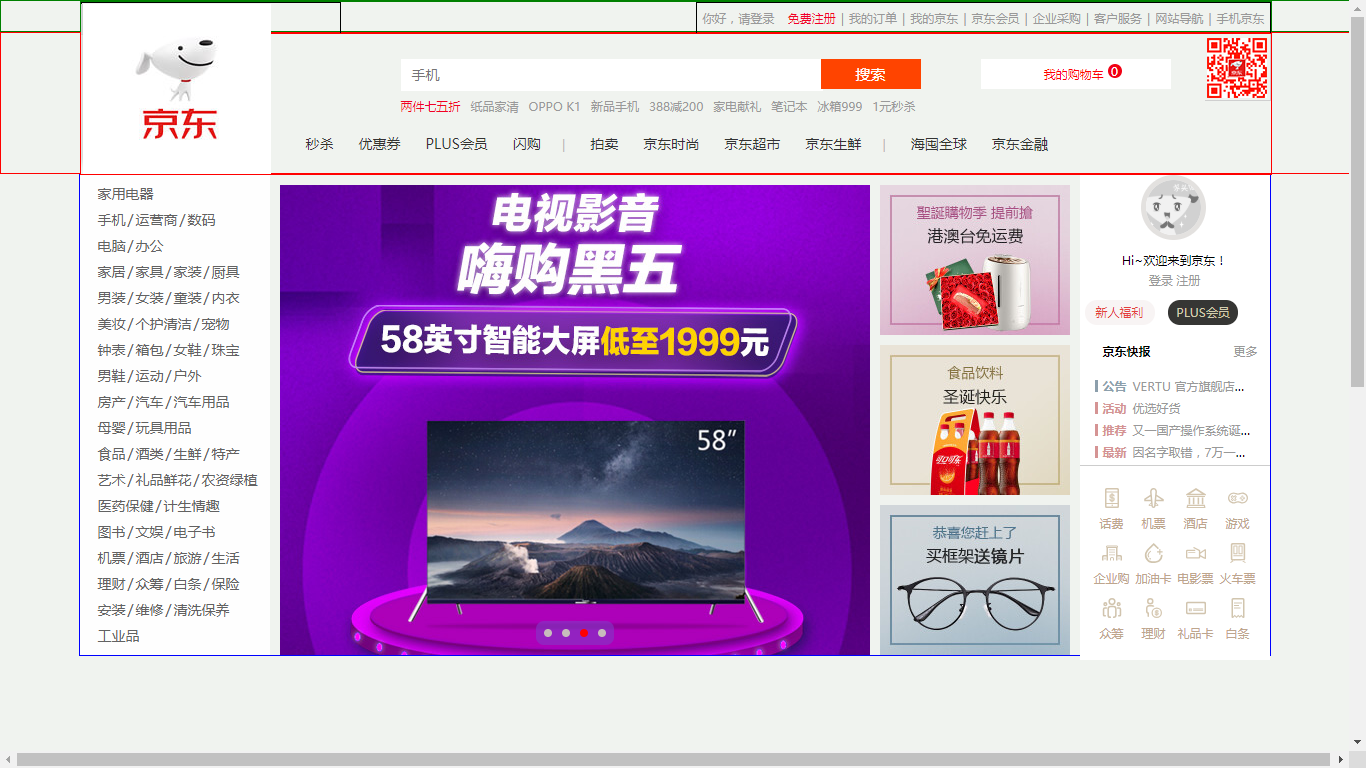 你好，请登录 免费注册 | 我的订单 | 我的京东 | 京东会员 | 企业采购 | 客户服务 | 网站导航 | 手机京东
京东
手机 搜索
我的购物车 0
两件七五折 纸品家清 OPPO K1 新品手机 388减200 家电献礼 笔记本 冰箱999 1元秒杀
秒杀 优惠券 PLUS会员 闪购 | 拍卖 京东时尚 京东超市 京东生鲜 | 海囤全球 京东金融
家用电器
手机/运营商/数码
电脑/办公
家居/家具/家装/厨具
男装/女装/童装/内衣
美妆/个护清洁/宠物
钟表/箱包/女鞋/珠宝
男鞋/运动/户外
房产/汽车/汽车用品
母婴/玩具用品
食品/酒类/生鲜/特产
艺术/礼品鲜花/农资绿植
医药保健/计生情趣
图书/文娱/电子书
机票/酒店/旅游/生活
理财/众筹/白条/保险
安装/维修/清洗保养
工业品
电视影音
嗨购黑五
58英寸智能大屏低至1999元
58”
聖誕購物季 提前搶
港澳台免运费
食品饮料
圣诞快乐
恭喜您赶上了
买框架送镜片
Hi~欢迎来到京东！
登录 注册
新人福利 PLUS会员
京东快报 更多
公告 VERTU 官方旗舰店...
活动 优选好货
推荐 又一国产操作系统诞...
最新 因名字取错，7万一...
话费 机票 酒店 游戏
企业购 加油卡 电影票 火车票
众筹 理财 礼品卡 白条